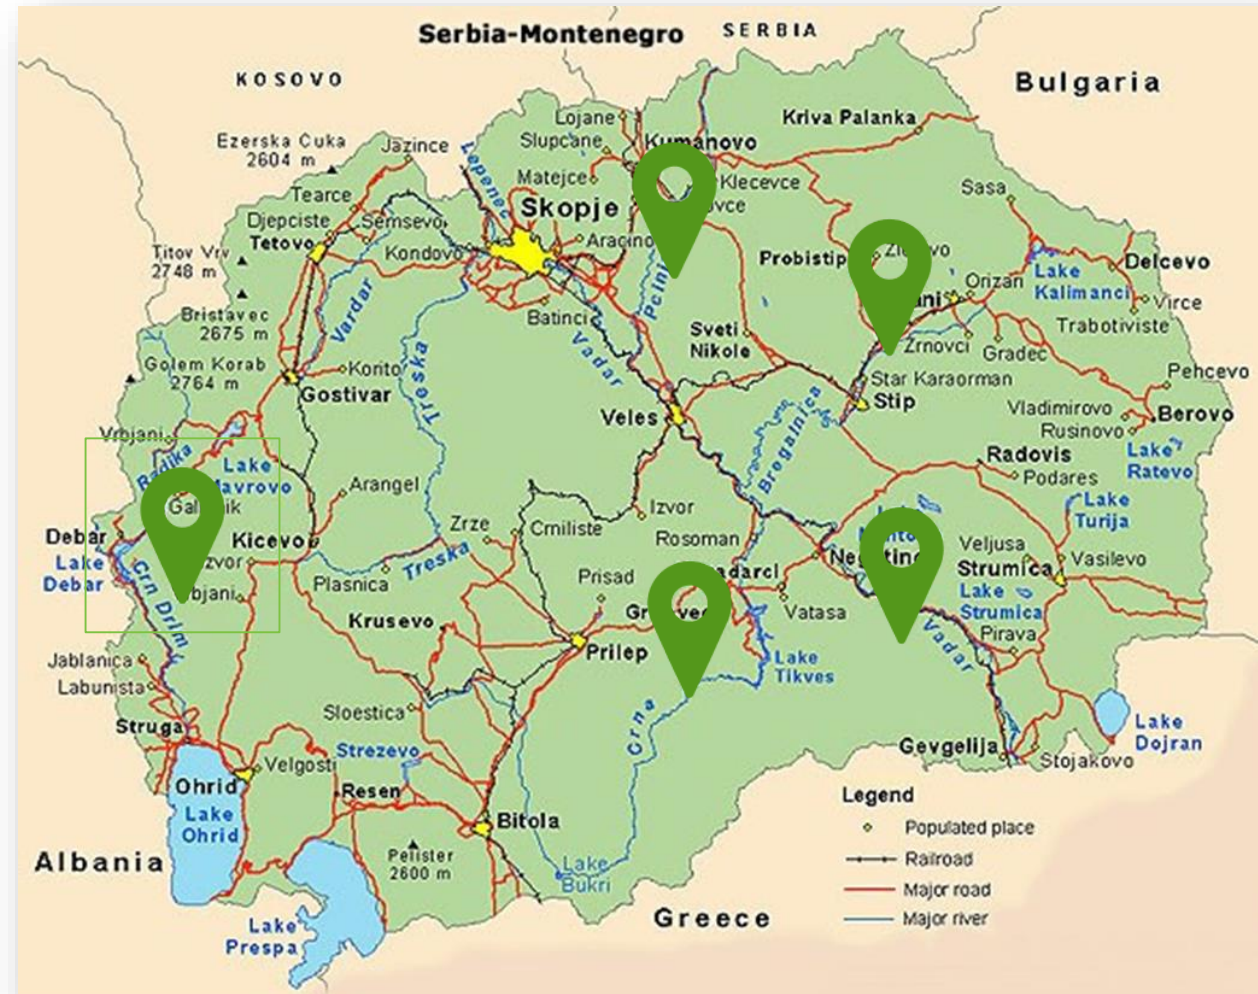 Serbia-Montenegro
SERBIA
KOSOVO
Bulgaria
Ezerska Cuka
2604 m
Jazince
Lojane
Slupcane
Kumanovo
Kriva Palanka
Lepenec
Matejce
Klecevce
Tearce
Sasa
Djepciste
Semsevo
Skopje
Tetovo
Kondovo
Aracino
Probistip
Delcevo
Titov Vrv
2748 m
Orizari
Lake
Kalimanci
Virce
Vardar
Pcinj
Trabotiviste
Bristavec
2675 m
Batinci
Sveti
Nikole
Zrnovci
Gradec
Golem Korab
2764 m
Korito
Treska
Vadar
Star Karaorman
Pehcevo
Gostivar
Veles
Stip
Vladimirovo
Berovo
Vrbjani
Rusinovo
Radika
Bregalnica
Radovis
Lake
Ratevo
Lake
Mavrovo
Arangel
Podares
Lake
Turija
Izvor
Debar
Kicevo
Zrze
Crniliste
Rosoman
Veljusa
Vasilevo
Lake
Debar
Treska
Strumica
Plasnica
Crn Drim
Prisad
Vatasa
Lake
Strumica
Krusevo
Vadar
Pirava
Jablanica
Prilep
Lake
Tikves
Labunista
Sloestica
Crna
Struga
Strezevo
Gevgelija
Lake
Dojran
Velgosti
Stojakovo
Ohrid
Resen
Lake
Ohrid
Bitola
Legend
Populated place
Railroad
Major road
Major river
Albania
Pelister
2600 m
Lake
Bukri
Greece
Lake
Prespa